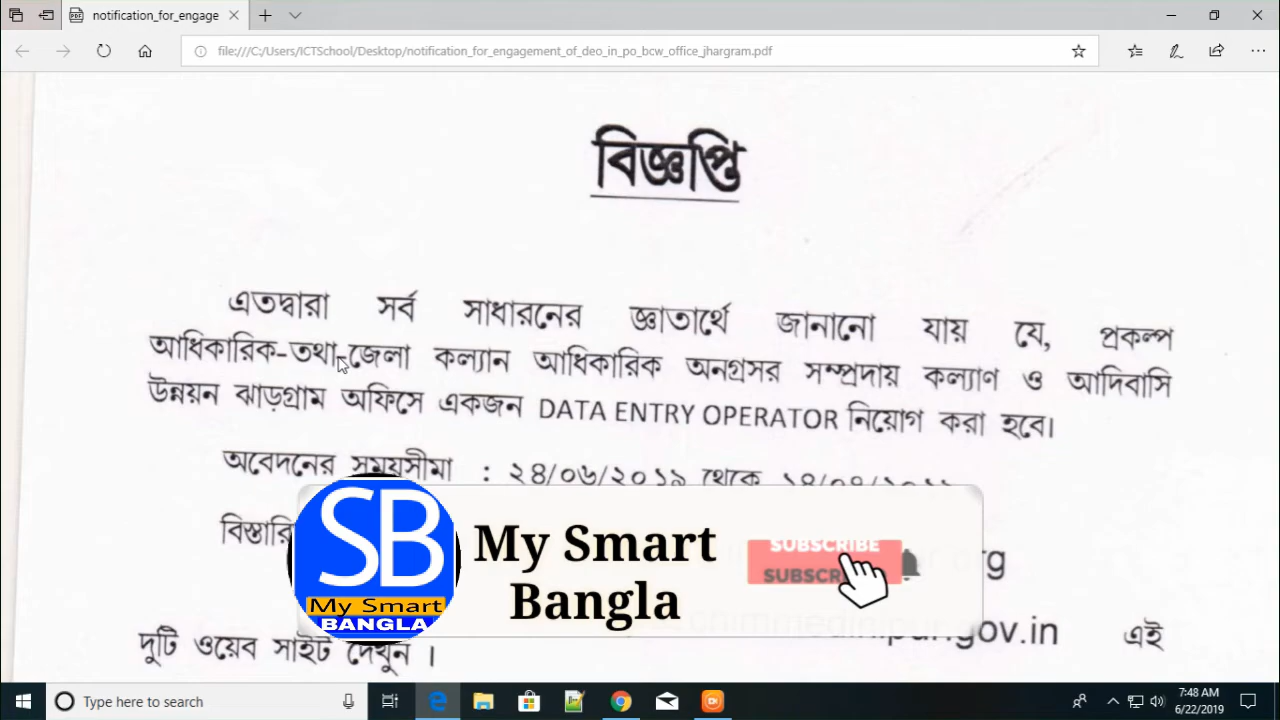 notification_for_engage
file:///C:/Users/ICTSchool/Desktop/notification_for_engagement_of_deo_in_po_bcw_office_jhargram.pdf
বিজ্ঞপ্তি
এতদ্বারা সর্ব সাধারনের জ্ঞাতার্থে জানানো যায় যে, প্রকল্প
আধিকারিক-তথা-জেলা কল্যান আধিকারিক অনগ্রসর সম্প্রদায় কল্যাণ ও আদিবাসি
উন্নয়ন ঝাড়গ্রাম অফিসে একজন DATA ENTRY OPERATOR নিয়োগ করা হবে।
অবেদনের সময়সীমা : ২৪/০৬/২০১৯ থেকে
SB
My Smart
BANGLA
My Smart
Bangla
SUBSCRIBE
.gov.in এই
দুটি ওয়েব সাইট দেখুন ।
Type here to search
7:48 AM
6/22/2019